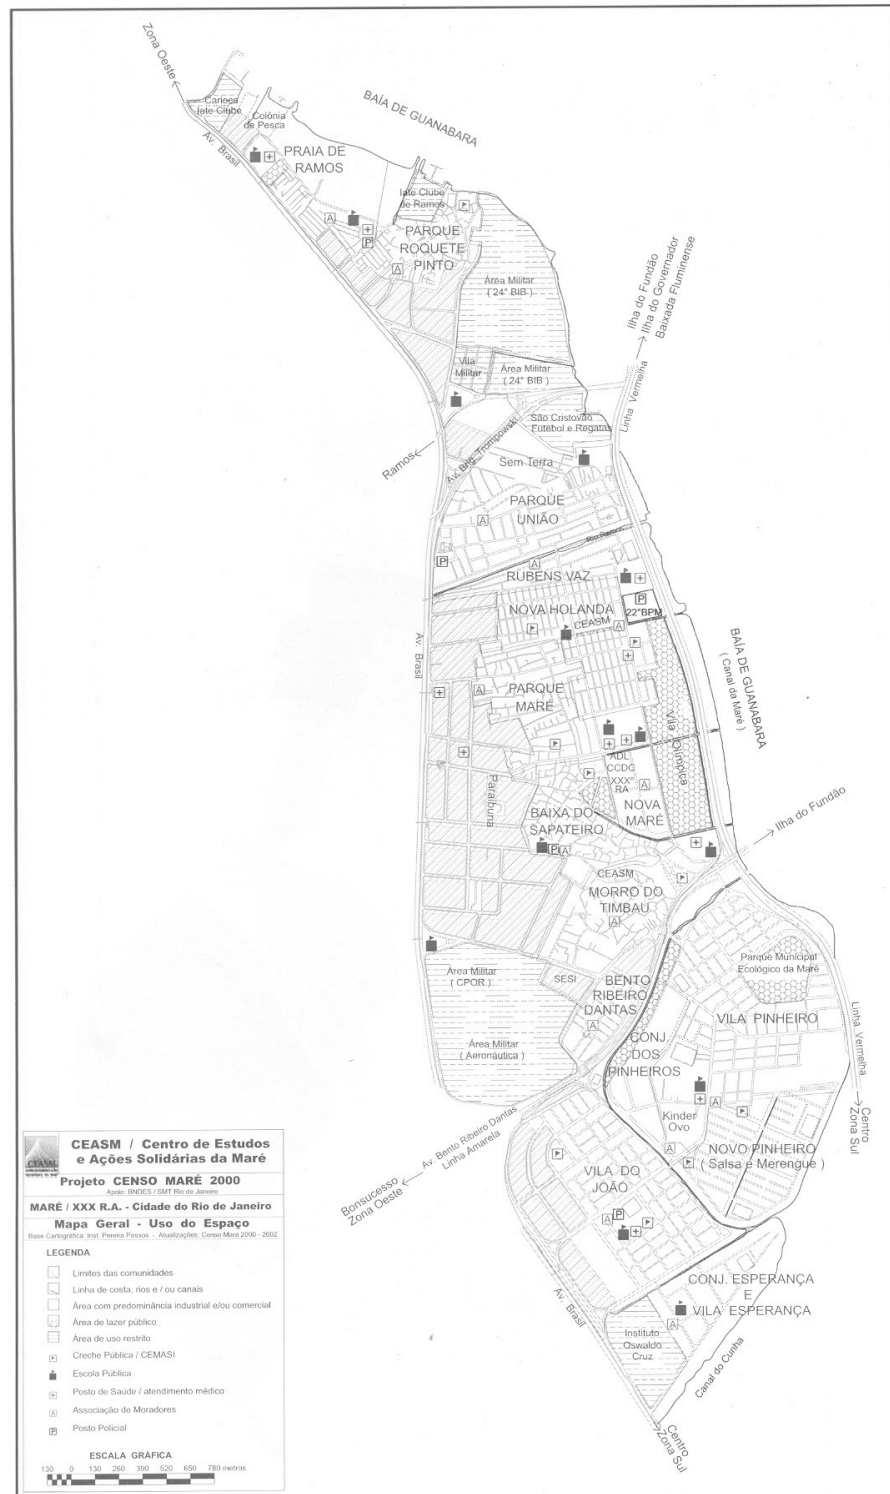 Zona Oeste
Carioca
Iate Clube
Colônia
de Pesca
BAÍA DE GUANABARA
Av. Brasil
PRAIA DE
RAMOS
Iate Clube
de Ramos
PARQUE
ROQUETE
PINTO
Área Militar
( 24° BIB )
Ilha do Fundão
Ilha do Governador
Baixada Fluminense
Vila
Militar
Área Militar
( 24° BIB )
Linha Vermelha
São Cristovão
Futebol e Regatas
Ramos
Av. Brig. Trompowski
Sem Terra
PARQUE
UNIÃO
RUBENS VAZ
NOVA HOLANDA
CEASM
22°BPM
Av. Brasil
BAÍA DE GUANABARA
( Canal da Maré )
PARQUE
MARÉ
Vila Olímpica
Paraibuna
ADL
CCDC
XXXª
RA
NOVA
MARÉ
BAIXA DO
SAPATEIRO
Ilha do Fundão
CEASM
MORRO DO
TIMBAU
Área Militar
( CPOR )
SESI
BENTO
RIBEIRO
DANTAS
Parque Municipal
Ecológico da Maré
VILA PINHEIRO
Linha Vermelha
Área Militar
( Aeronáutica )
CONJ.
DOS
PINHEIROS
Centro
Zona Sul
Kinder
Ovo
Av. Bento Ribeiro Dantas
Linha Amarela
Bonsucesso
Zona Oeste
NOVO PINHEIRO
( Salsa e Merengue )
VILA DO
JOÃO
Av. Brasil
CONJ. ESPERANÇA
E
VILA ESPERANÇA
Instituto
Oswaldo
Cruz
Canal do Cunha
Centro
Zona Sul
CEASM / Centro de Estudos
e Ações Solidárias da Maré
CEASM
Projeto CENSO MARÉ 2000
Apoio: BNDES / SMT Rio de Janeiro
MARÉ / XXX R.A. - Cidade do Rio de Janeiro
Mapa Geral - Uso do Espaço
Base Cartográfica: Inst. Pereira Passos - Atualizações: Censo Maré 2000 - 2002
LEGENDA
Limites das comunidades
Linha de costa, rios e / ou canais
Área com predominância industrial e/ou comercial
Área de lazer público
Área de uso restrito
Creche Pública / CEMASI
Escola Pública
Posto de Saúde / atendimento médico
A Associação de Moradores
P Posto Policial
ESCALA GRÁFICA
130 0 130 260 390 520 650 780 metros